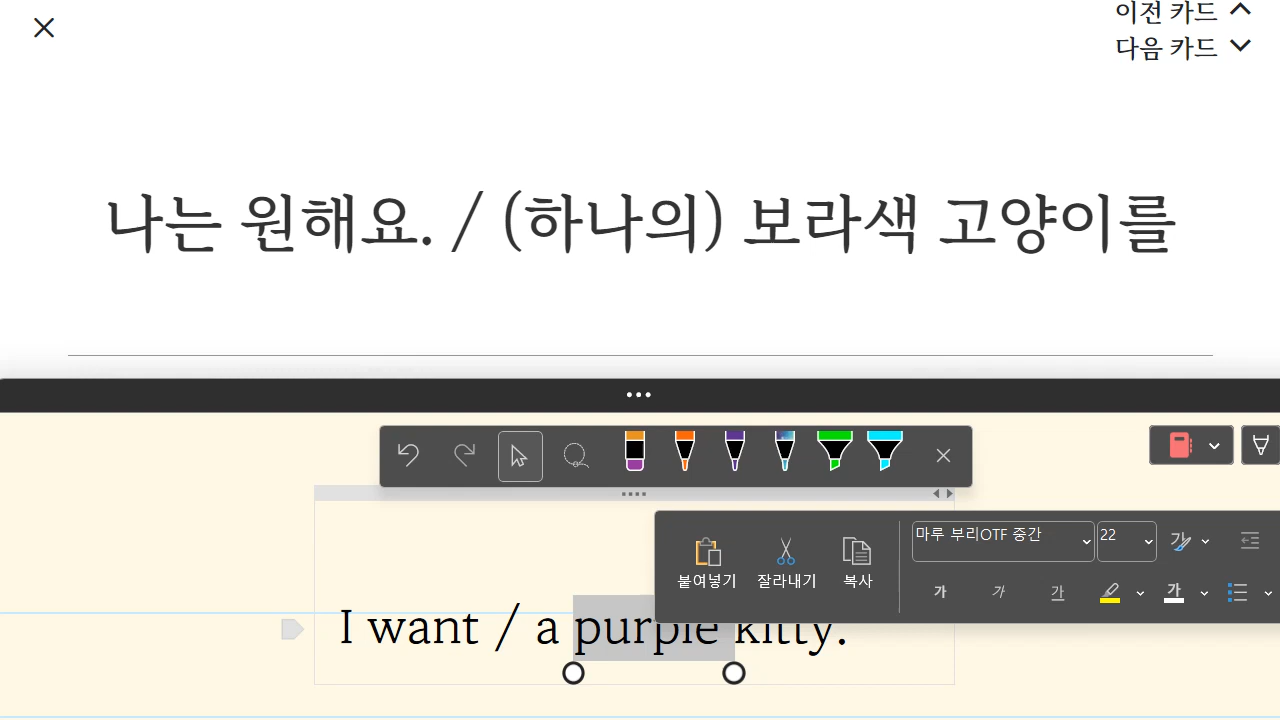 이전 카드
다음 카드
나는 원해요. / (하나의) 보라색 고양이를
마루 부리OTF 중간 22
붙여넣기 잘라내기 복사
가
가 가 가 가
I want / a purple kitty.